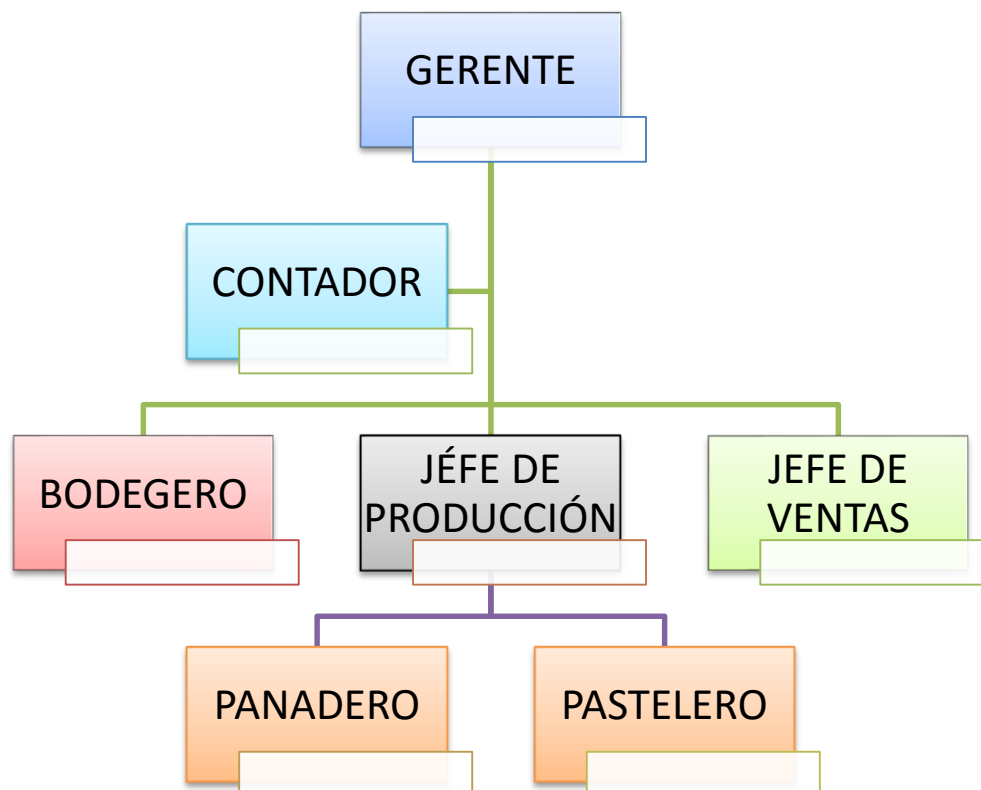 GERENTE
CONTADOR
BODEGERO
JÉFE DE
PRODUCCIÓN
JEFE DE
VENTAS
PANADERO
PASTELERO